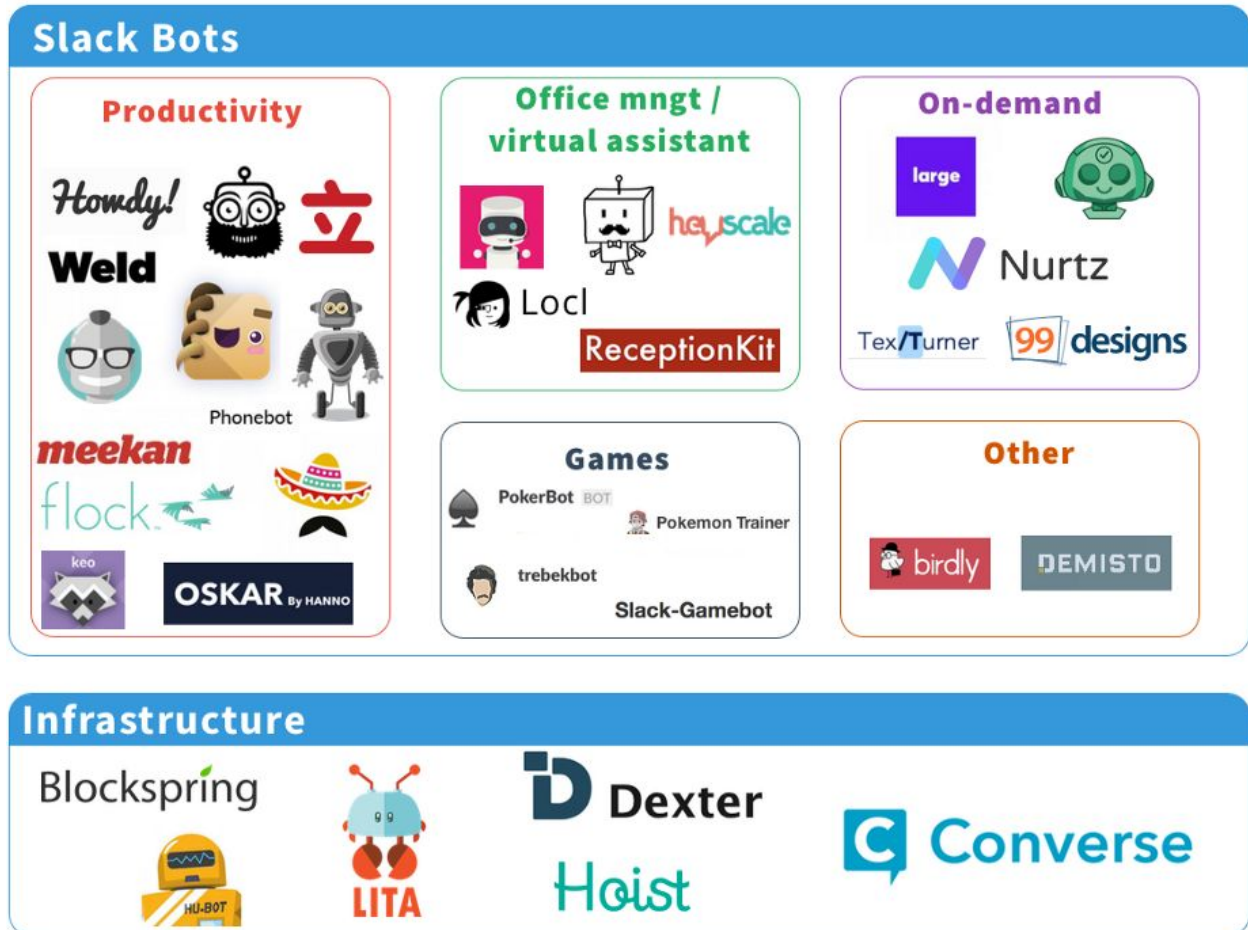 Slack Bots
Productivity
Howdy!
立
Weld
Phonebot
meekan
flock
keo
OSKAR By HANNO
Office mngt /
virtual assistant
heyscale
Locl
ReceptionKit
On-demand
large
Nurtz
Tex/Turner
99designs
Games
PokerBot BOT
Pokemon Trainer
trebekbot
Slack-Gamebot
Other
birdly
DEMISTO
Infrastructure
Blockspring
HU-BOT
LITA
Dexter
Hoist
C Converse